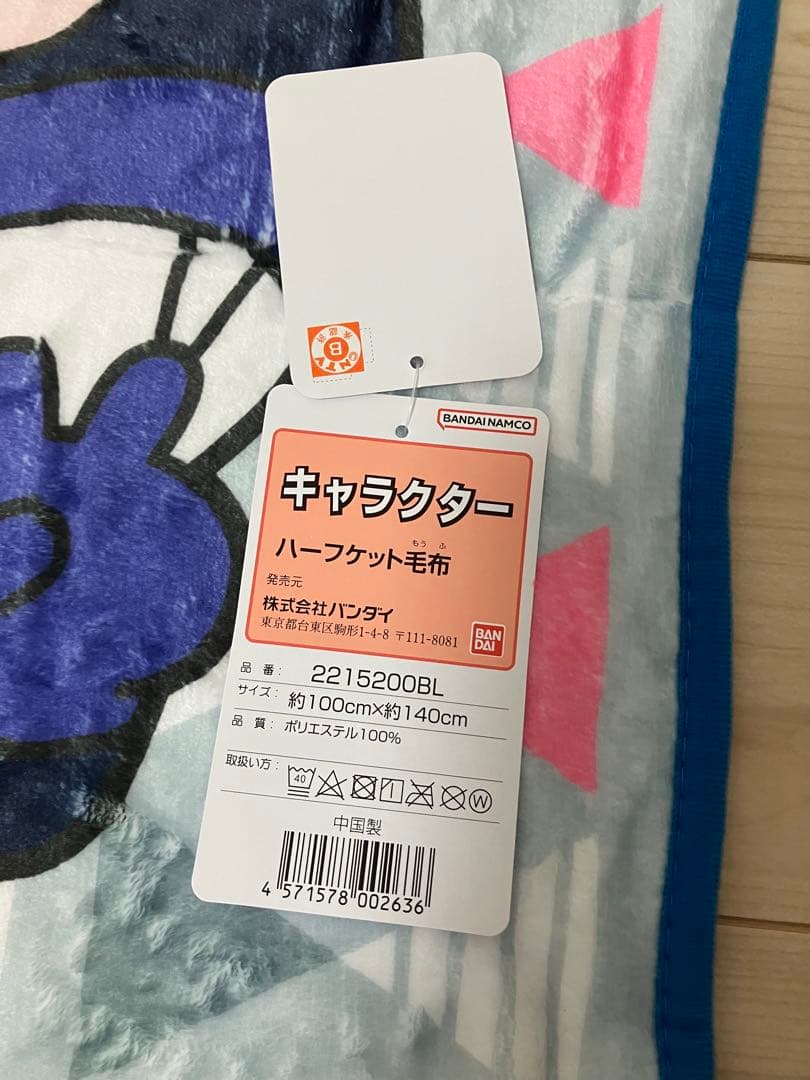 B
BANDAI NAMCO
キャラクター
もうふ
ハーフケット毛布
発売元
株式会社バンダイ
東京都台東区駒形1-4-8 〒111-8081
BAN
DAI
品 番: 2215200BL
サイズ: 約100cm×約140cm
品 質: ポリエステル100%
取扱い方:
40
W
中国製
4 571578 002636